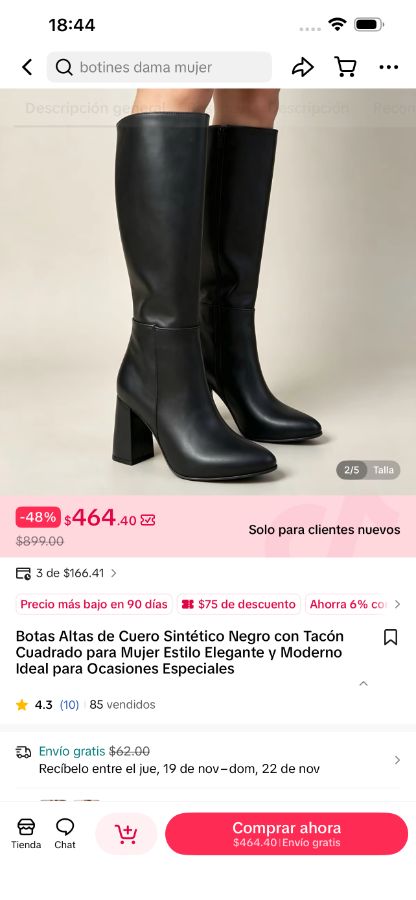 18:44
botines dama mujer
Descripción general
escripción
Recom
2/5 Talla
-48% $464.40
Solo para clientes nuevos
$899.00
3 de $166.41
Precio más bajo en 90 días
$75 de descuento
Ahorra 6% co
Botas Altas de Cuero Sintético Negro con Tacón
Cuadrado para Mujer Estilo Elegante y Moderno
Ideal para Ocasiones Especiales
4.3 (10) 85 vendidos
Envío gratis $62.00
Recíbelo entre el jue, 19 de nov–dom, 22 de nov
Tienda
Chat
Comprar ahora
$464.40|Envío gratis